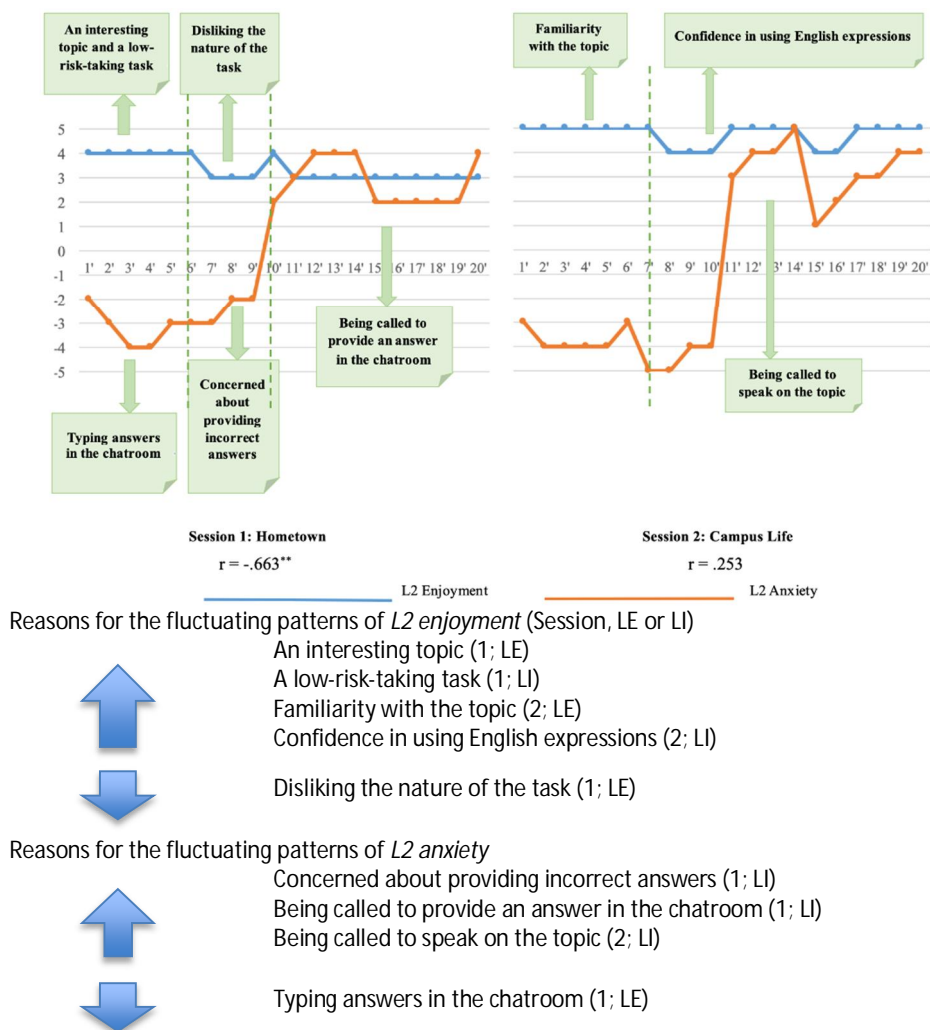 An interesting
topic and a low-
risk-taking task
Disliking the
nature of the
task
Familiarity
with the topic
Confidence in using English expressions
5
4
3
2
1
0
-1
-2
-3
-4
-5
1' 2' 3' 4' 5' 6' 7' 8' 9' 10' 11' 12' 13' 14' 15' 16' 17' 18' 19' 20'
1' 2' 3' 4' 5' 6' 7' 8' 9' 10' 11' 12' 13' 14' 15' 16' 17' 18' 19' 20'
Typing answers
in the chatroom
Concerned
about
providing
incorrect
answers
Being called to
provide an answer
in the chatroom
Being called to
speak on the topic
Session 1: Hometown
r = -.663**
Session 2: Campus Life
r = .253
L2 Enjoyment
L2 Anxiety
Reasons for the fluctuating patterns of L2 enjoyment (Session, LE or LI)
An interesting topic (1; LE)
A low-risk-taking task (1; LI)
Familiarity with the topic (2; LE)
Confidence in using English expressions (2; LI)
Disliking the nature of the task (1; LE)
Reasons for the fluctuating patterns of L2 anxiety
Concerned about providing incorrect answers (1; LI)
Being called to provide an answer in the chatroom (1; LI)
Being called to speak on the topic (2; LI)
Typing answers in the chatroom (1; LE)